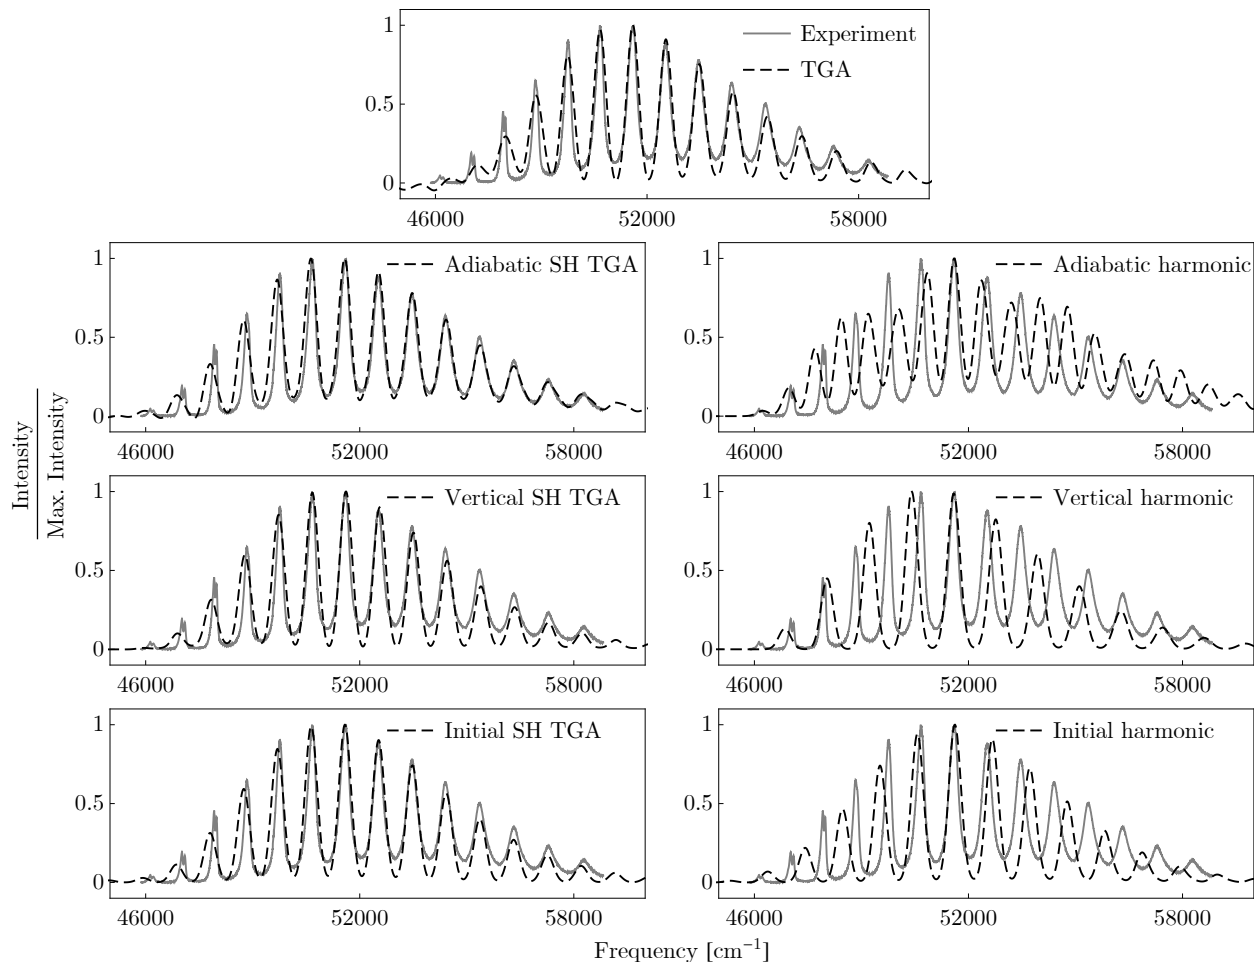 1
Experiment
TGA
0.5
0
46000 52000 58000
1
Adiabatic SH TGA
0.5
0
46000 52000 58000
1
Adiabatic harmonic
0.5
0
46000 52000 58000
Intensity
Max. Intensity
1
Vertical SH TGA
0.5
0
46000 52000 58000
1
Vertical harmonic
0.5
0
46000 52000 58000
1
Initial SH TGA
0.5
0
46000 52000 58000
1
Initial harmonic
0.5
0
46000 52000 58000
Frequency [cm⁻¹]